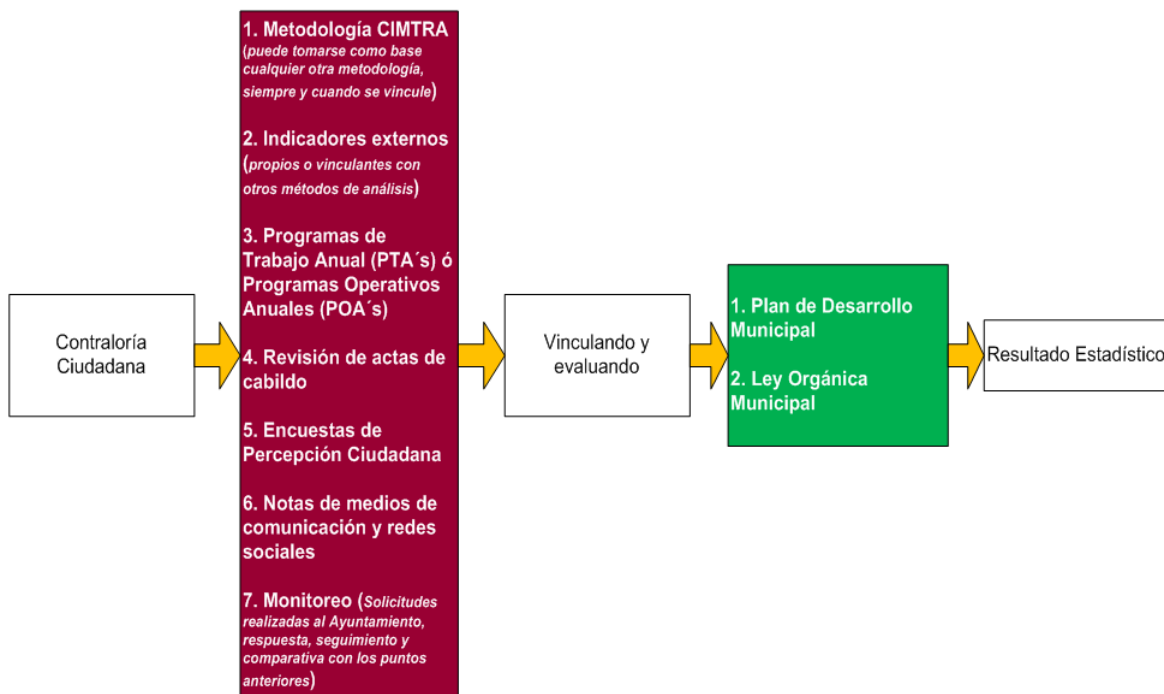 Contraloría
Ciudadana
1. Metodología CIMTRA
(puede tomarse como base
cualquier otra metodología,
siempre y cuando se vincule)
2. Indicadores externos
(propios o vinculantes con
otros métodos de análisis)
3. Programas de
Trabajo Anual (PTA´s) ó
Programas Operativos
Anuales (POA´s)
4. Revisión de actas de
cabildo
5. Encuestas de
Percepción Ciudadana
6. Notas de medios de
comunicación y redes
sociales
7. Monitoreo (Solicitudes
realizadas al Ayuntamiento,
respuesta, seguimiento y
comparativa con los puntos
anteriores)
Vinculando y
evaluando
1. Plan de Desarrollo
Municipal
2. Ley Orgánica
Municipal
Resultado Estadístico